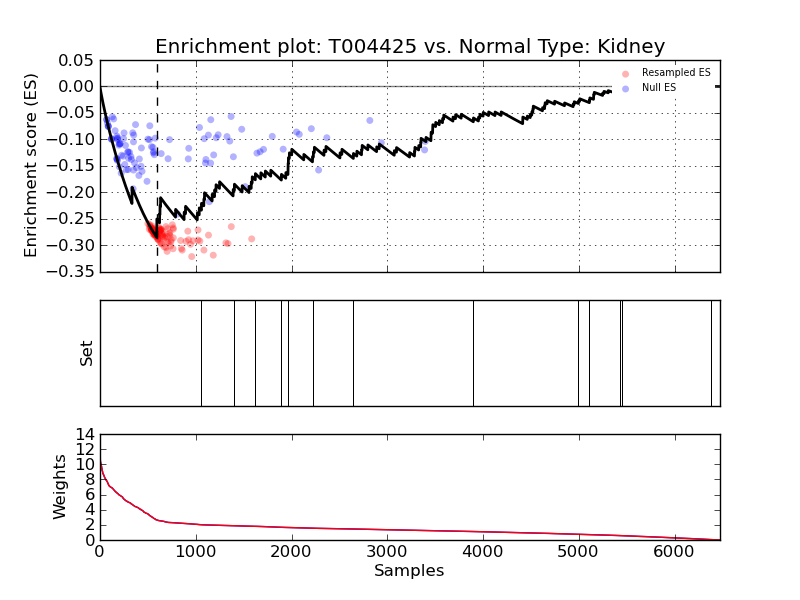 Enrichment plot: T004425 vs. Normal Type: Kidney
Enrichment score (ES)
0.05
0.00
−0.05
−0.10
−0.15
−0.20
−0.25
−0.30
−0.35
Resampled ES
Null ES
Set
Weights
14
12
10
8
6
4
2
0
0 1000 2000 3000 4000 5000 6000
Samples